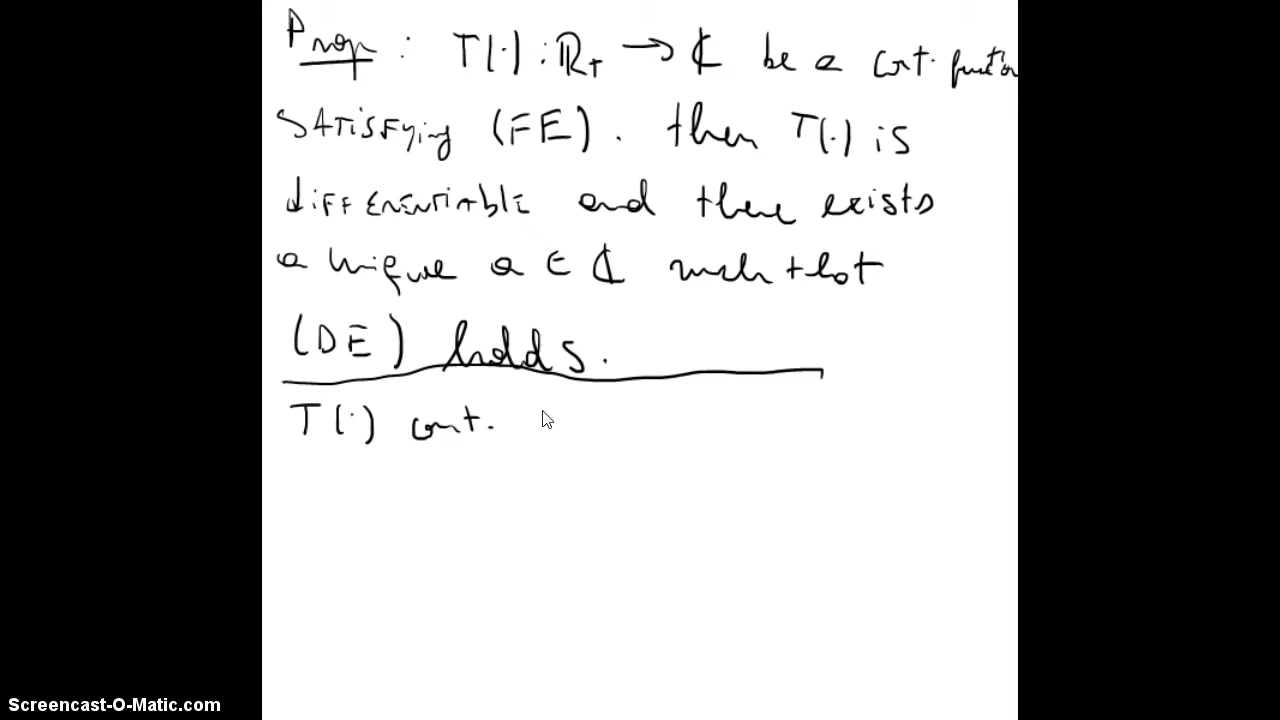 Prop : T(·) : ℝ₊ → ℂ be a cont. function
satisfying (FE). then T(·) is
differentiable and there exists
a unique a ∈ ℂ such that
(DE) holds.
T(·) cont.
Screencast-O-Matic.com